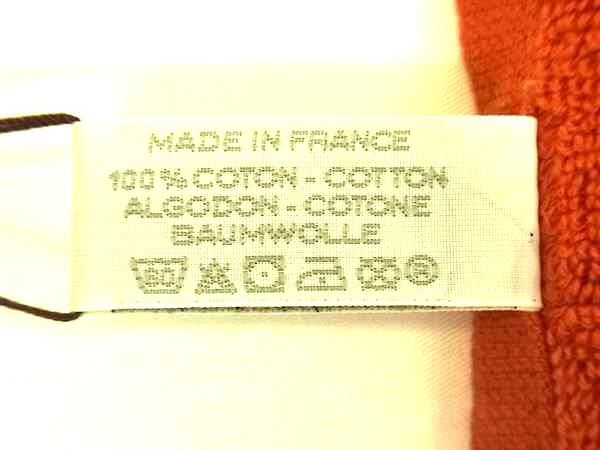 MADE IN FRANCE
100% COTON - COTTON
ALGODON - COTONE
BAUMWOLLE